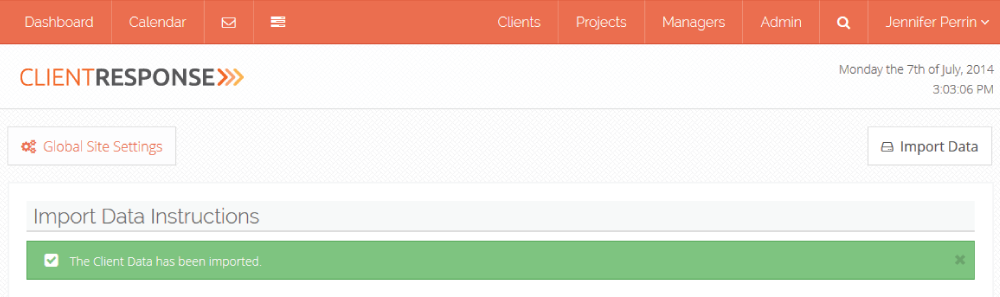 Dashboard Calendar Clients Projects Managers Admin Jennifer Perrin
CLIENTRESPONSE
Monday the 7th of July, 2014
3:03:06 PM
Global Site Settings Import Data
Import Data Instructions
The Client Data has been imported.